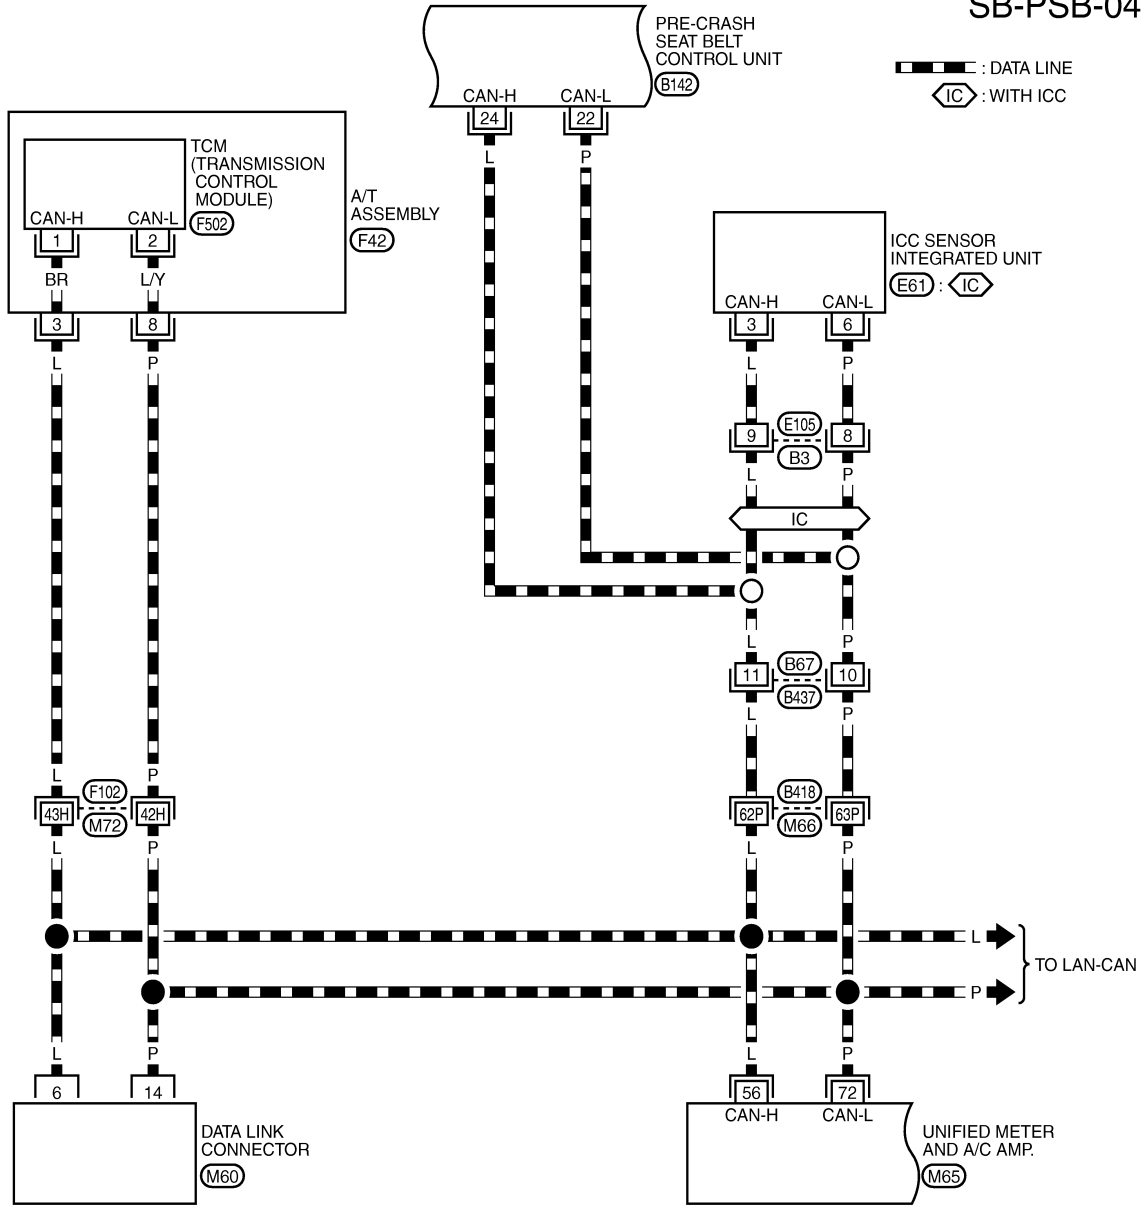 SB-PSB-04
PRE-CRASH
SEAT BELT
CONTROL UNIT
B142
: DATA LINE
IC : WITH ICC
CAN-H CAN-L
24 22
L P
TCM
(TRANSMISSION
CONTROL
MODULE)
F502
CAN-H CAN-L
1 2
BR L/Y
A/T
ASSEMBLY
F42
3 8
L P
ICC SENSOR
INTEGRATED UNIT
E61 : IC
CAN-H CAN-L
3 6
L P
E105
9 8
B3
L P
IC
L P
B67
11 10
B437
L P
L P
F102
43H 42H
M72
L P
B418
62P 63P
M66
L P
L
TO LAN-CAN
P
L P
6 14
DATA LINK
CONNECTOR
M60
L P
56 72
CAN-H CAN-L
UNIFIED METER
AND A/C AMP.
M65